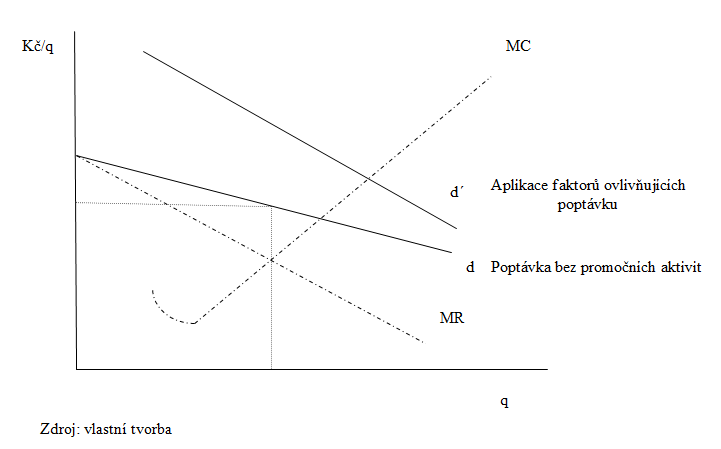 Kč/q
MC
d´
Aplikace faktorů ovlivňujících
poptávku
d
Poptávka bez promočních aktivit
MR
q
Zdroj: vlastní tvorba